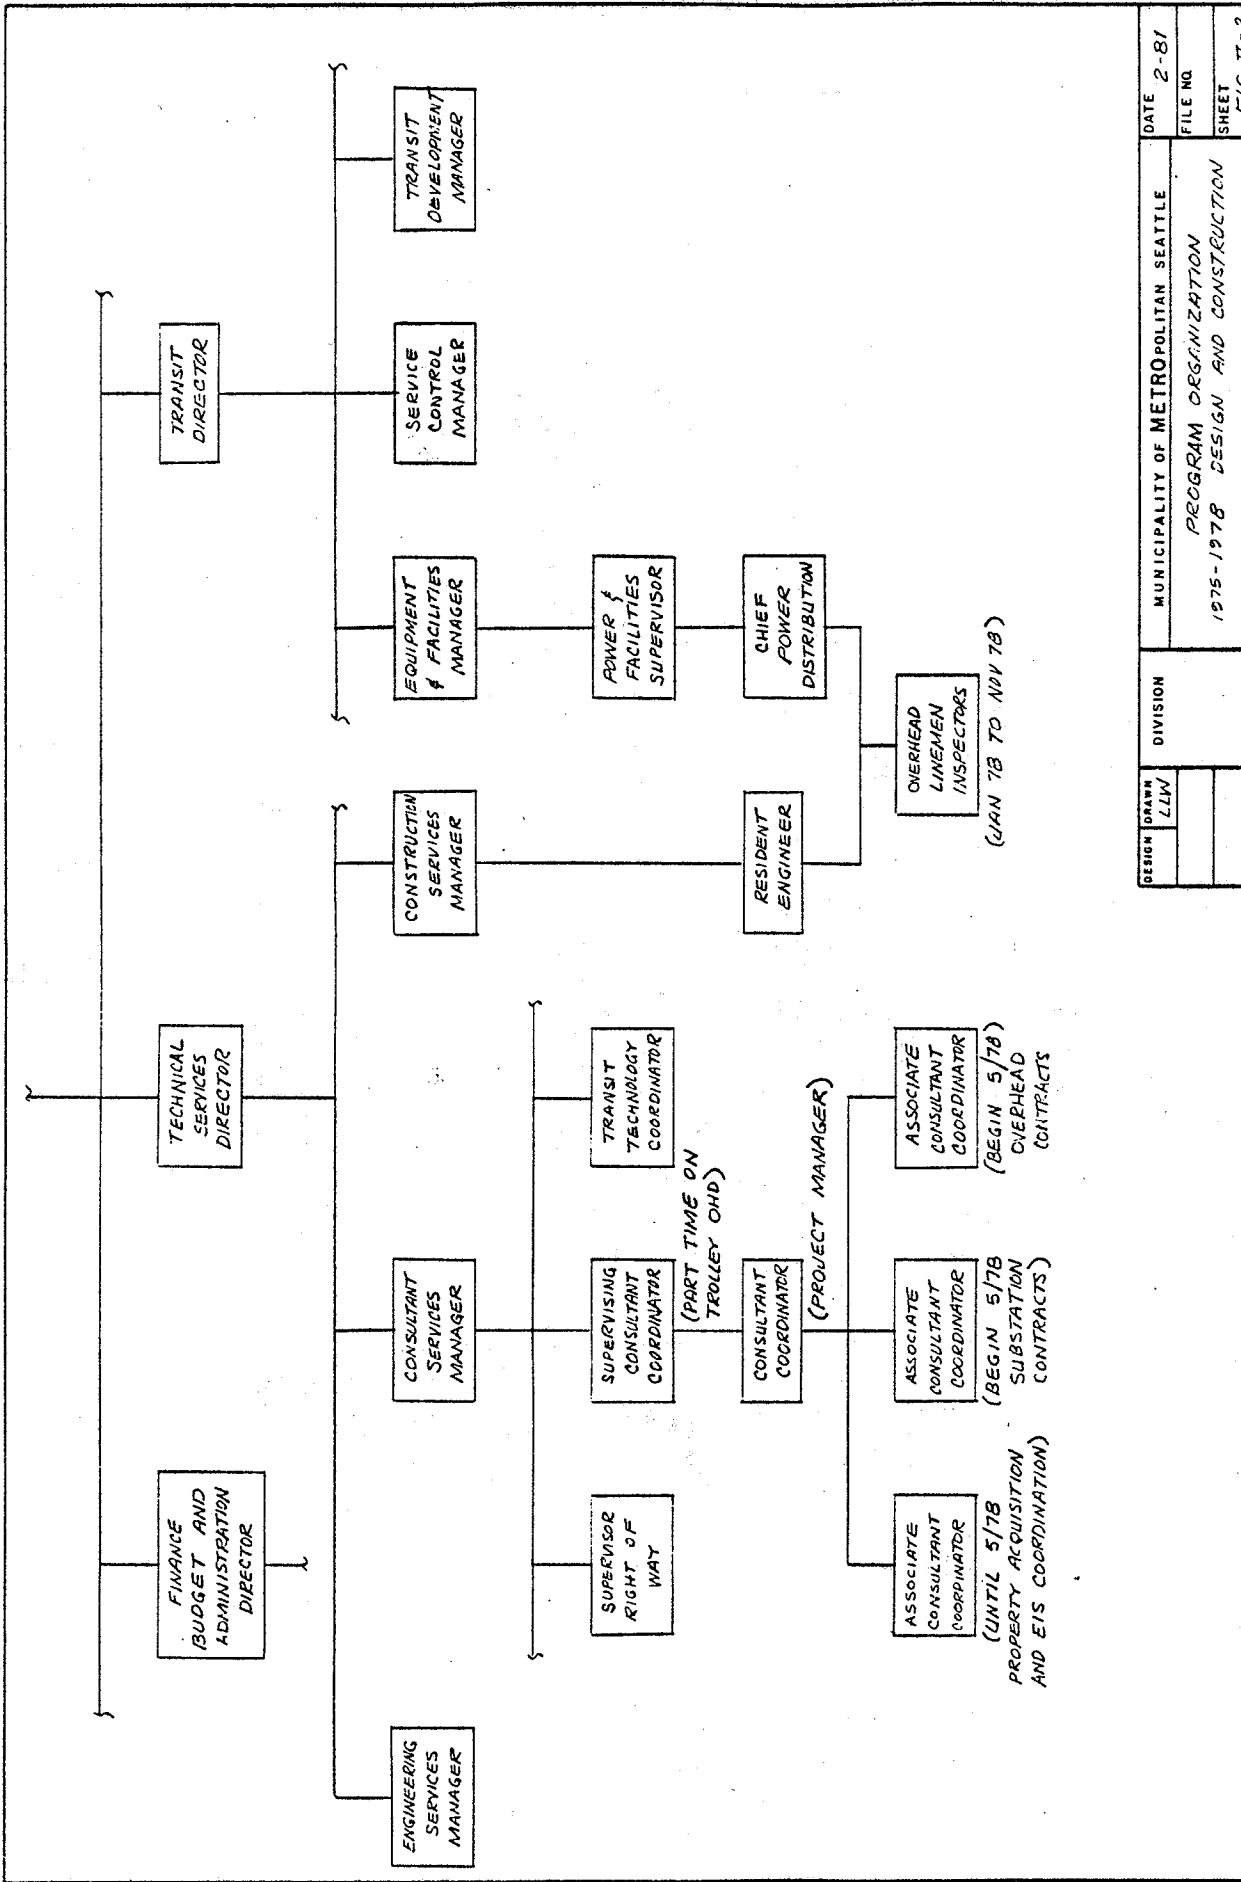 FINANCE
BUDGET AND
ADMINISTRATION
DIRECTOR
TECHNICAL
SERVICES
DIRECTOR
TRANSIT
DIRECTOR
ENGINEERING
SERVICES
MANAGER
CONSULTANT
SERVICES
MANAGER
CONSTRUCTION
SERVICES
MANAGER
EQUIPMENT
& FACILITIES
MANAGER
SERVICE
CONTROL
MANAGER
TRANSIT
DEVELOPMENT
MANAGER
SUPERVISOR
RIGHT OF
WAY
SUPERVISING
CONSULTANT
COORDINATOR
(PART TIME ON
TROLLEY OHD)
TRANSIT
TECHNOLOGY
COORDINATOR
POWER &
FACILITIES
SUPERVISOR
CONSULTANT
COORDINATOR
(PROJECT MANAGER)
RESIDENT
ENGINEER
CHIEF
POWER
DISTRIBUTION
ASSOCIATE
CONSULTANT
COORDINATOR
(UNTIL 5/78
PROPERTY ACQUISITION
AND EIS COORDINATION)
ASSOCIATE
CONSULTANT
COORDINATOR
(BEGIN 5/78
SUBSTATION
CONTRACTS)
ASSOCIATE
CONSULTANT
COORDINATOR
(BEGIN 5/78)
OVERHEAD
CONTRACTS
OVERHEAD
LINEMEN
INSPECTORS
(JAN 78 TO NOV 78)
DESIGN
DRAWN
LLW
DIVISION
MUNICIPALITY OF METROPOLITAN SEATTLE
PROGRAM ORGANIZATION
1975-1978 DESIGN AND CONSTRUCTION
DATE 2-81
FILE NO.
SHEET